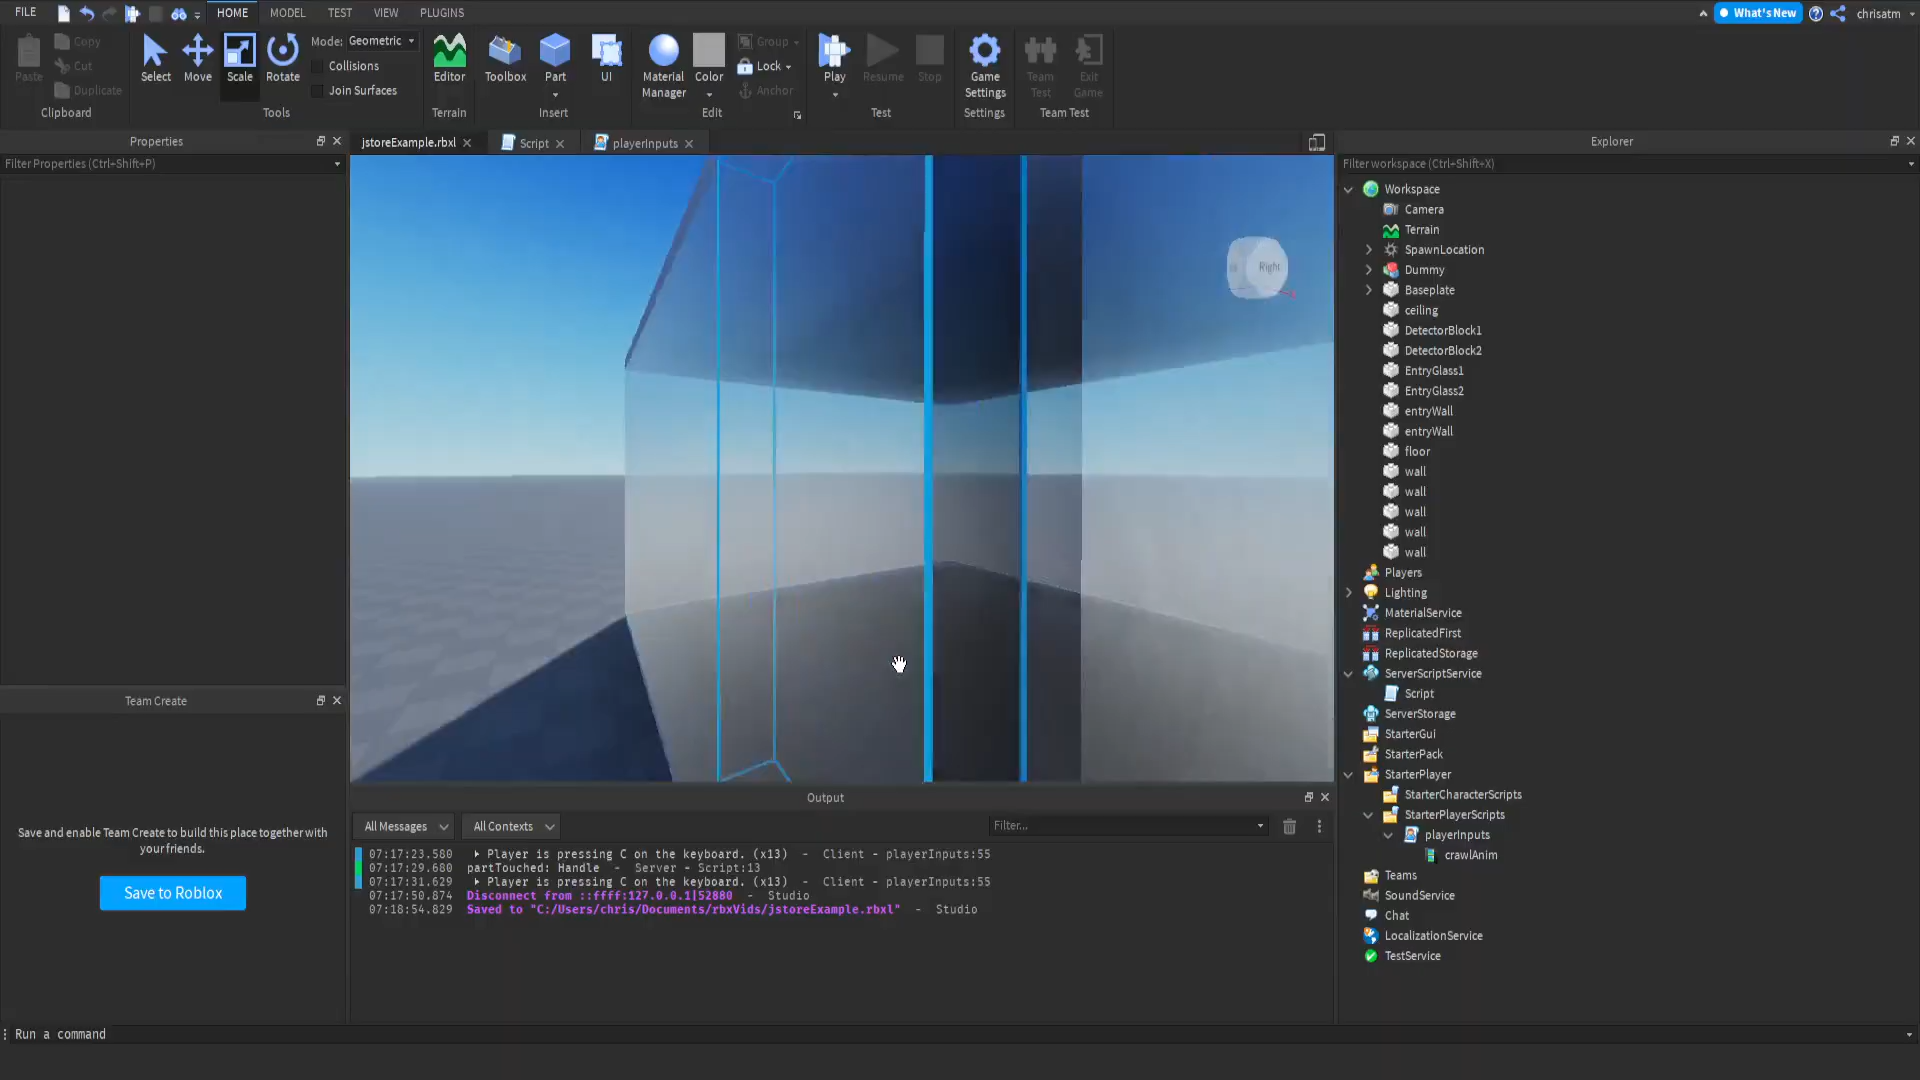 FILE
HOME
MODEL
TEST
VIEW
PLUGINS
What's New
chrisatm
Paste
Copy
Cut
Duplicate
Clipboard
Select
Move
Scale
Rotate
Mode: Geometric
Collisions
Join Surfaces
Tools
Editor
Terrain
Toolbox
Part
UI
Insert
Material
Manager
Color
Group
Lock
Anchor
Edit
Play
Resume
Stop
Test
Game
Settings
Settings
Team
Test
Exit
Game
Team Test
Properties
Filter Properties (Ctrl+Shift+P)
jstoreExample.rbxl
Script
playerInputs
Explorer
Filter workspace (Ctrl+Shift+X)
Right
Workspace
Camera
Terrain
SpawnLocation
Dummy
Baseplate
ceiling
DetectorBlock1
DetectorBlock2
EntryGlass1
EntryGlass2
entryWall
entryWall
floor
wall
wall
wall
wall
wall
Players
Lighting
MaterialService
ReplicatedFirst
ReplicatedStorage
ServerScriptService
Script
ServerStorage
StarterGui
StarterPack
StarterPlayer
StarterCharacterScripts
StarterPlayerScripts
playerInputs
crawlAnim
Teams
SoundService
Chat
LocalizationService
TestService
Team Create
Save and enable Team Create to build this place together with
your friends.
Save to Roblox
Output
All Messages
All Contexts
Filter...
07:17:23.580 Player is pressing C on the keyboard. (x13) - Client - playerInputs:55
07:17:29.680 partTouched: Handle - Server - Script:13
07:17:31.629 Player is pressing C on the keyboard. (x13) - Client - playerInputs:55
07:17:50.874 Disconnect from ::ffff:127.0.0.1|52880 - Studio
07:18:54.829 Saved to "C:/Users/chris/Documents/rbxVids/jstoreExample.rbxl" - Studio
Run a command